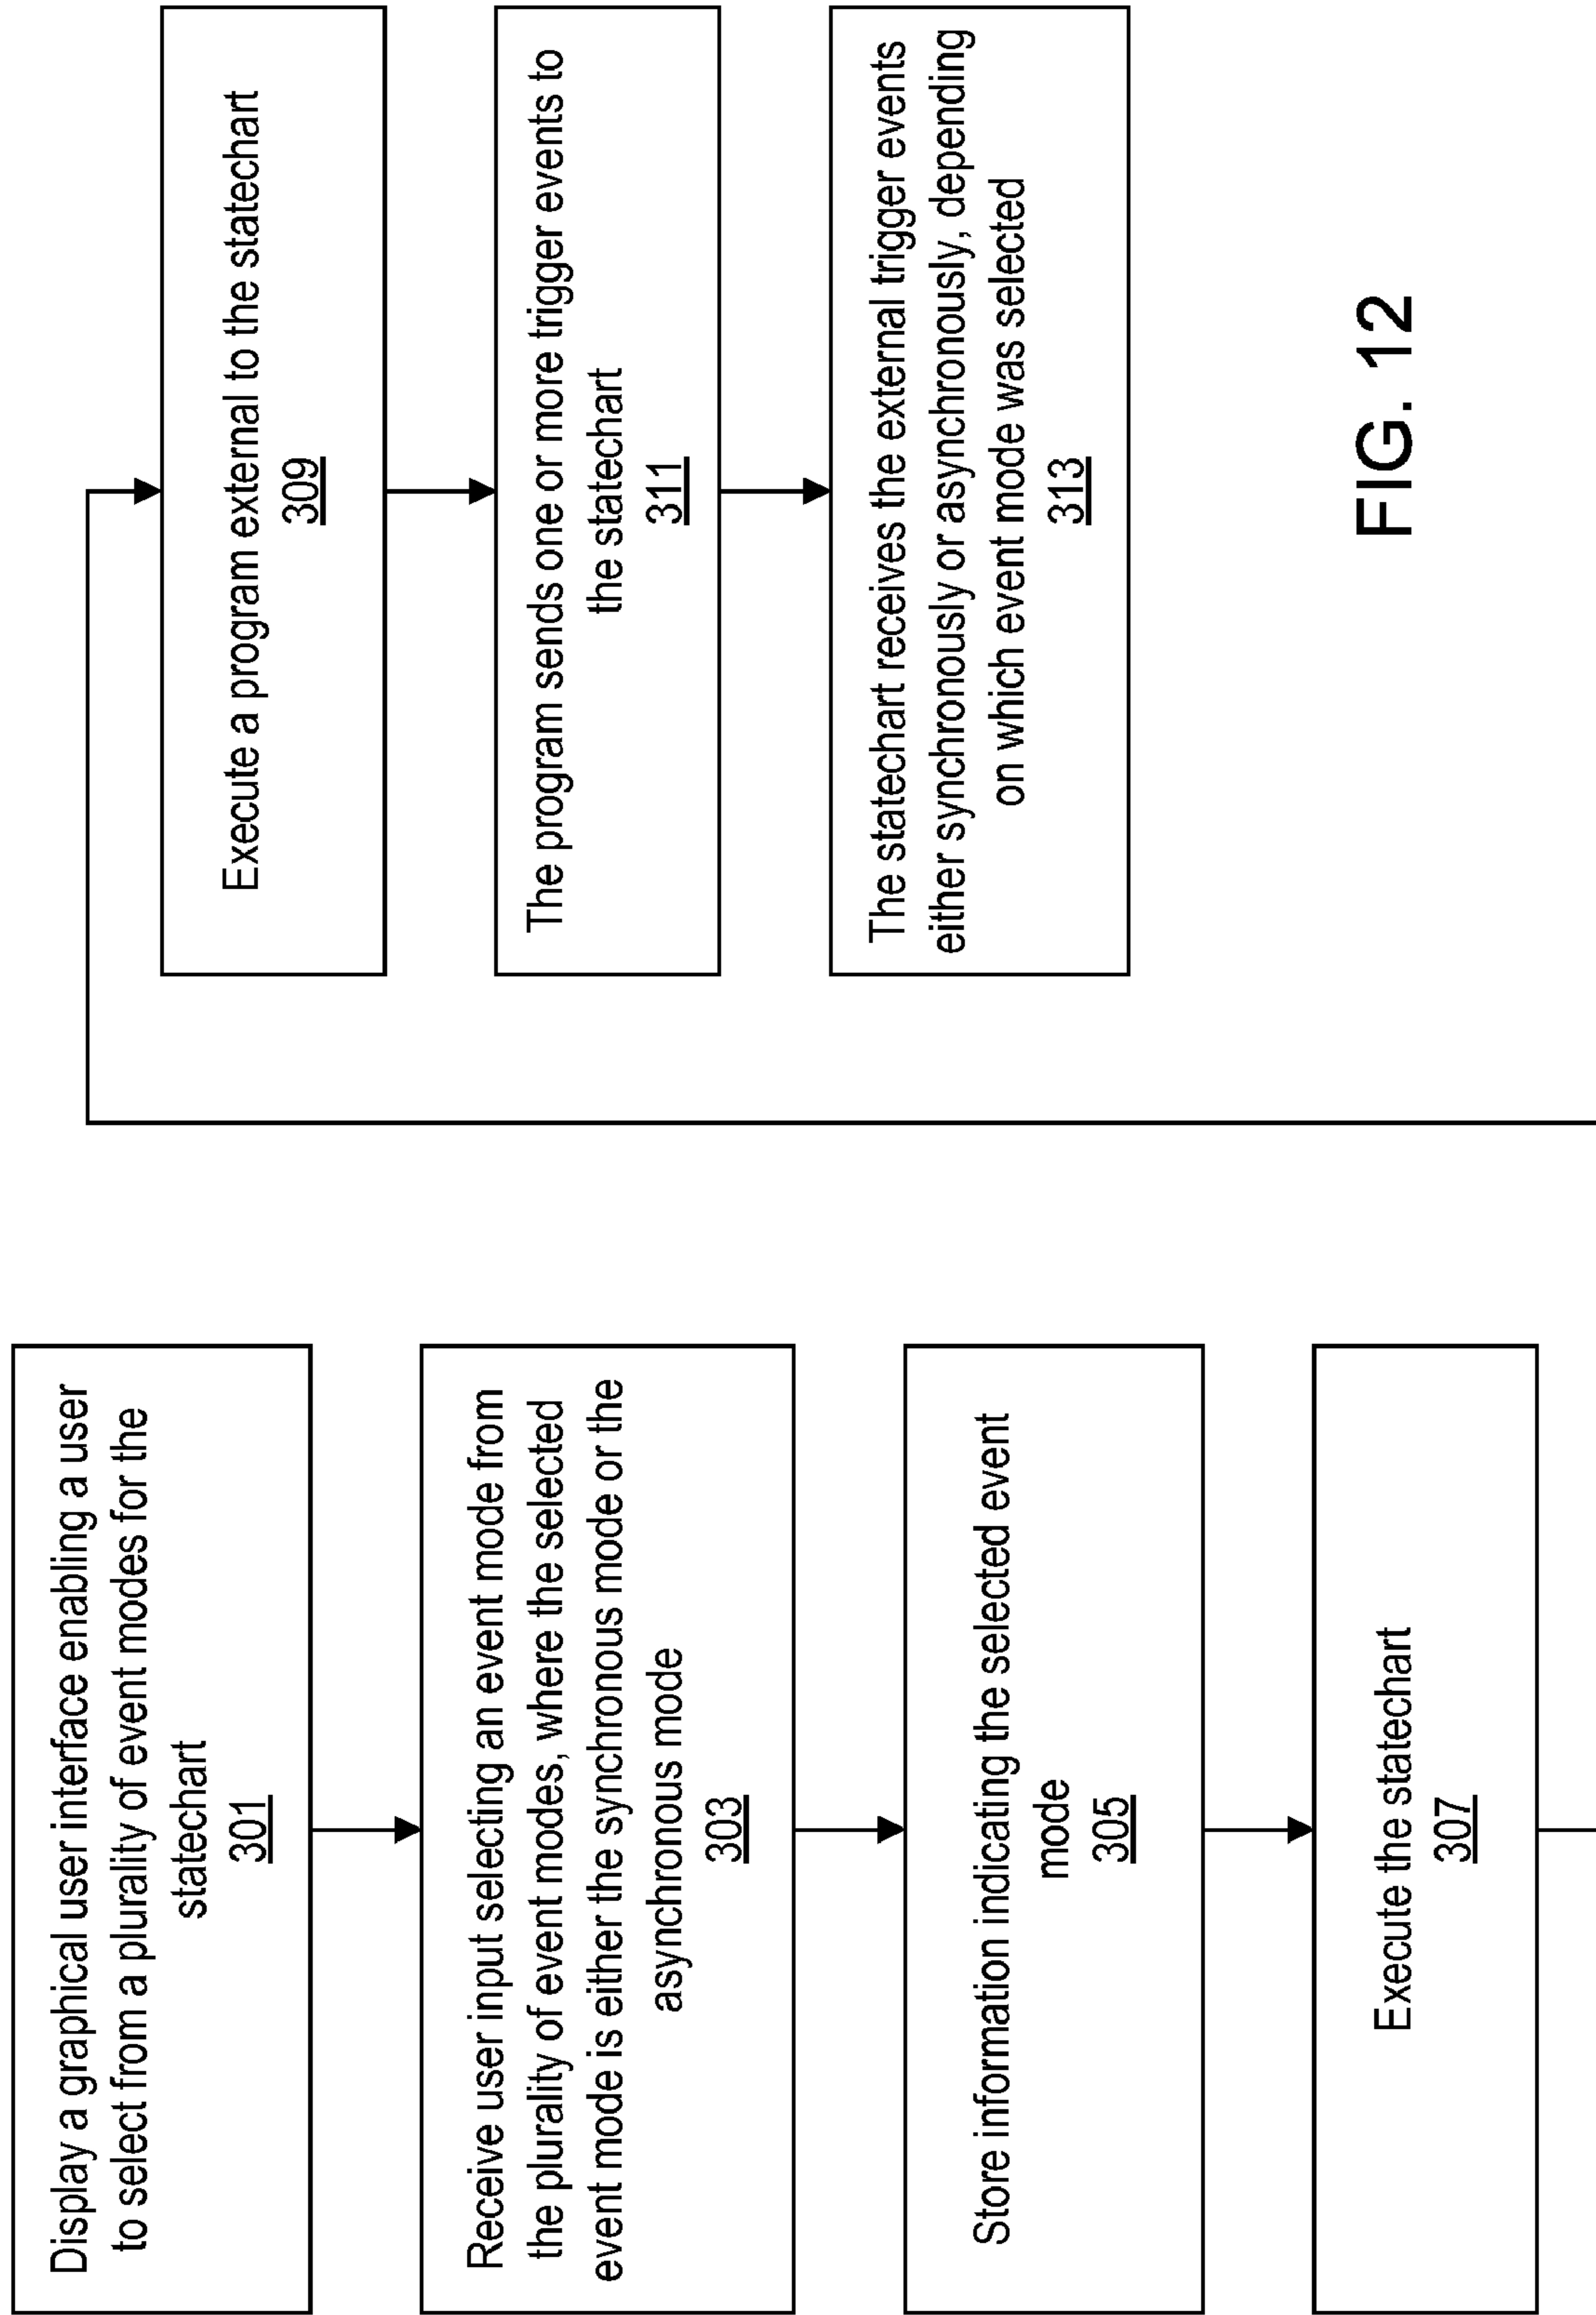 Display a graphical user interface enabling a user
to select from a plurality of event modes for the
statechart
301
Receive user input selecting an event mode from
the plurality of event modes, where the selected
event mode is either the synchronous mode or the
asynchronous mode
303
Store information indicating the selected event
mode
305
Execute the statechart
307
Execute a program external to the statechart
309
The program sends one or more trigger events to
the statechart
311
The statechart receives the external trigger events
either synchronously or asynchronously, depending
on which event mode was selected
313
FIG. 12